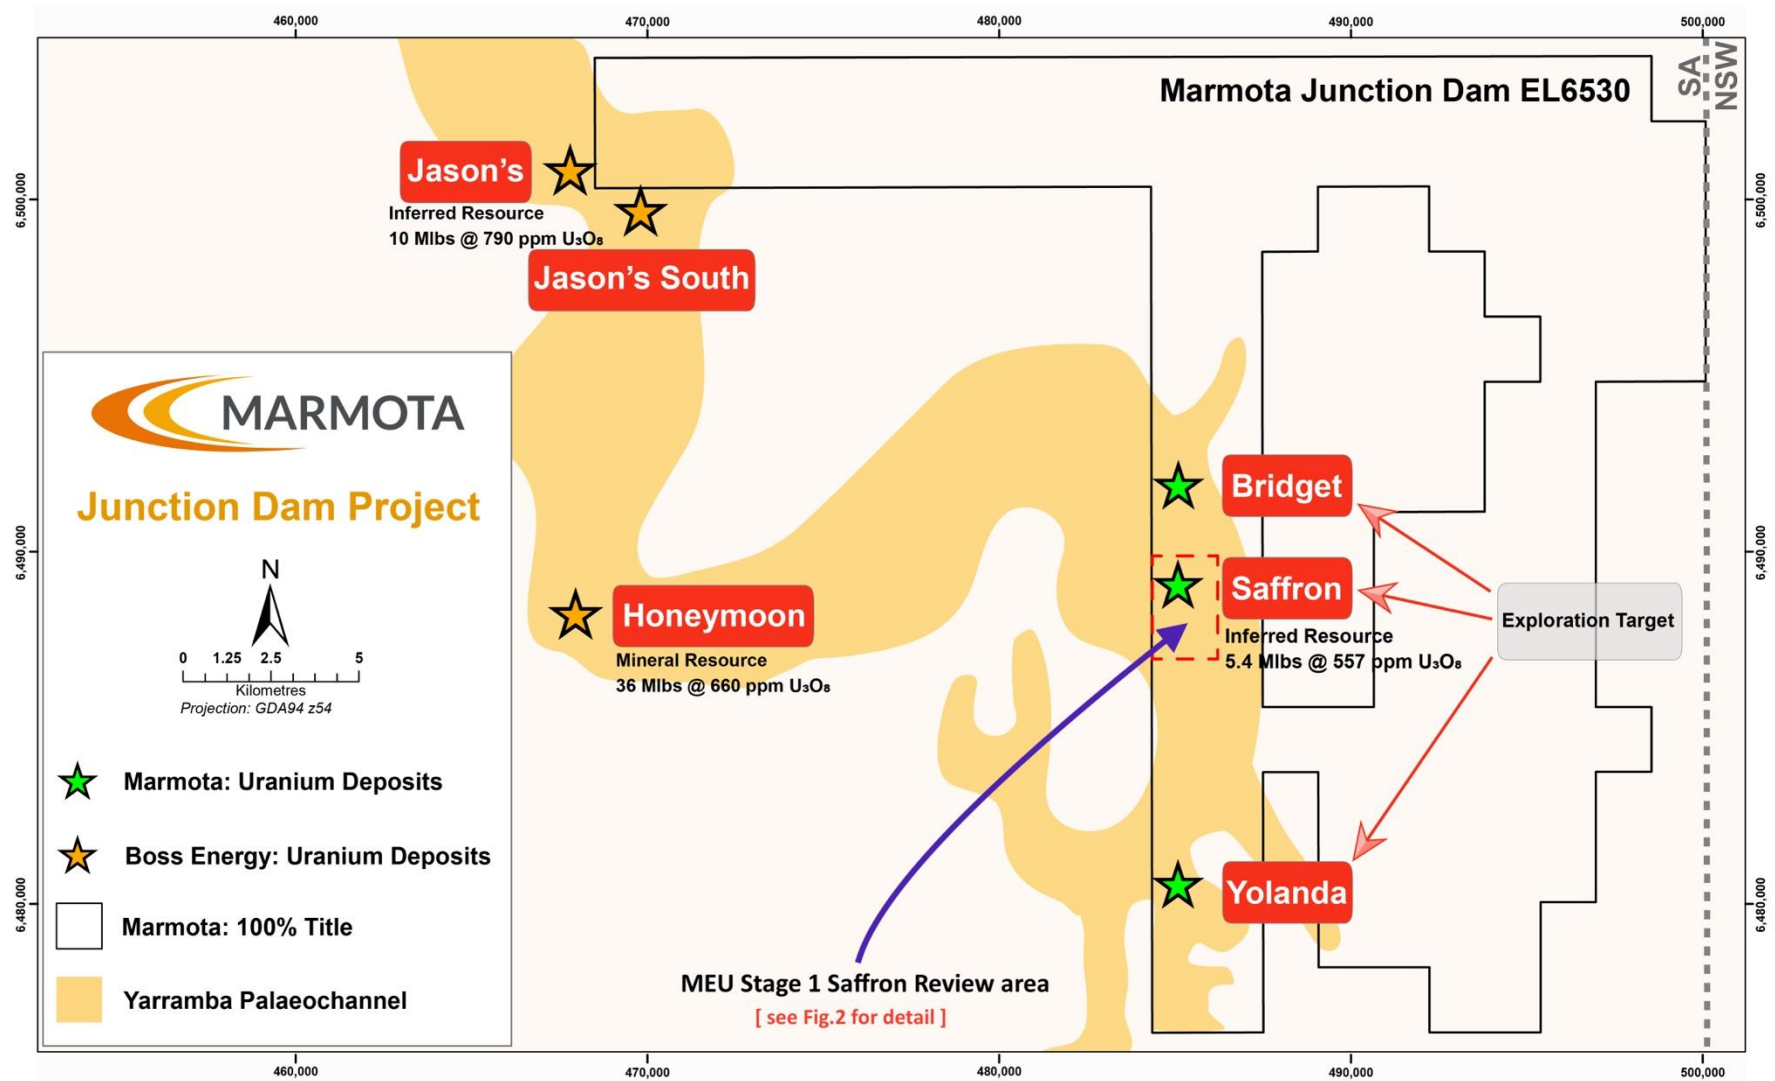 460,000
470,000
480,000
490,000
500,000
Marmota Junction Dam EL6530
SA
NSW
6,500,000
6,500,000
Jason's
Inferred Resource
10 Mlbs @ 790 ppm U₃O₈
Jason's South
MARMOTA
Junction Dam Project
N
0 1.25 2.5 5
Kilometres
Projection: GDA94 z54
Marmota: Uranium Deposits
Boss Energy: Uranium Deposits
Marmota: 100% Title
Yarramba Palaeochannel
6,490,000
6,490,000
Bridget
Saffron
Inferred Resource
5.4 Mlbs @ 557 ppm U₃O₈
Exploration Target
Honeymoon
Mineral Resource
36 Mlbs @ 660 ppm U₃O₈
Yolanda
6,480,000
6,480,000
MEU Stage 1 Saffron Review area
[ see Fig.2 for detail ]
460,000
470,000
480,000
490,000
500,000